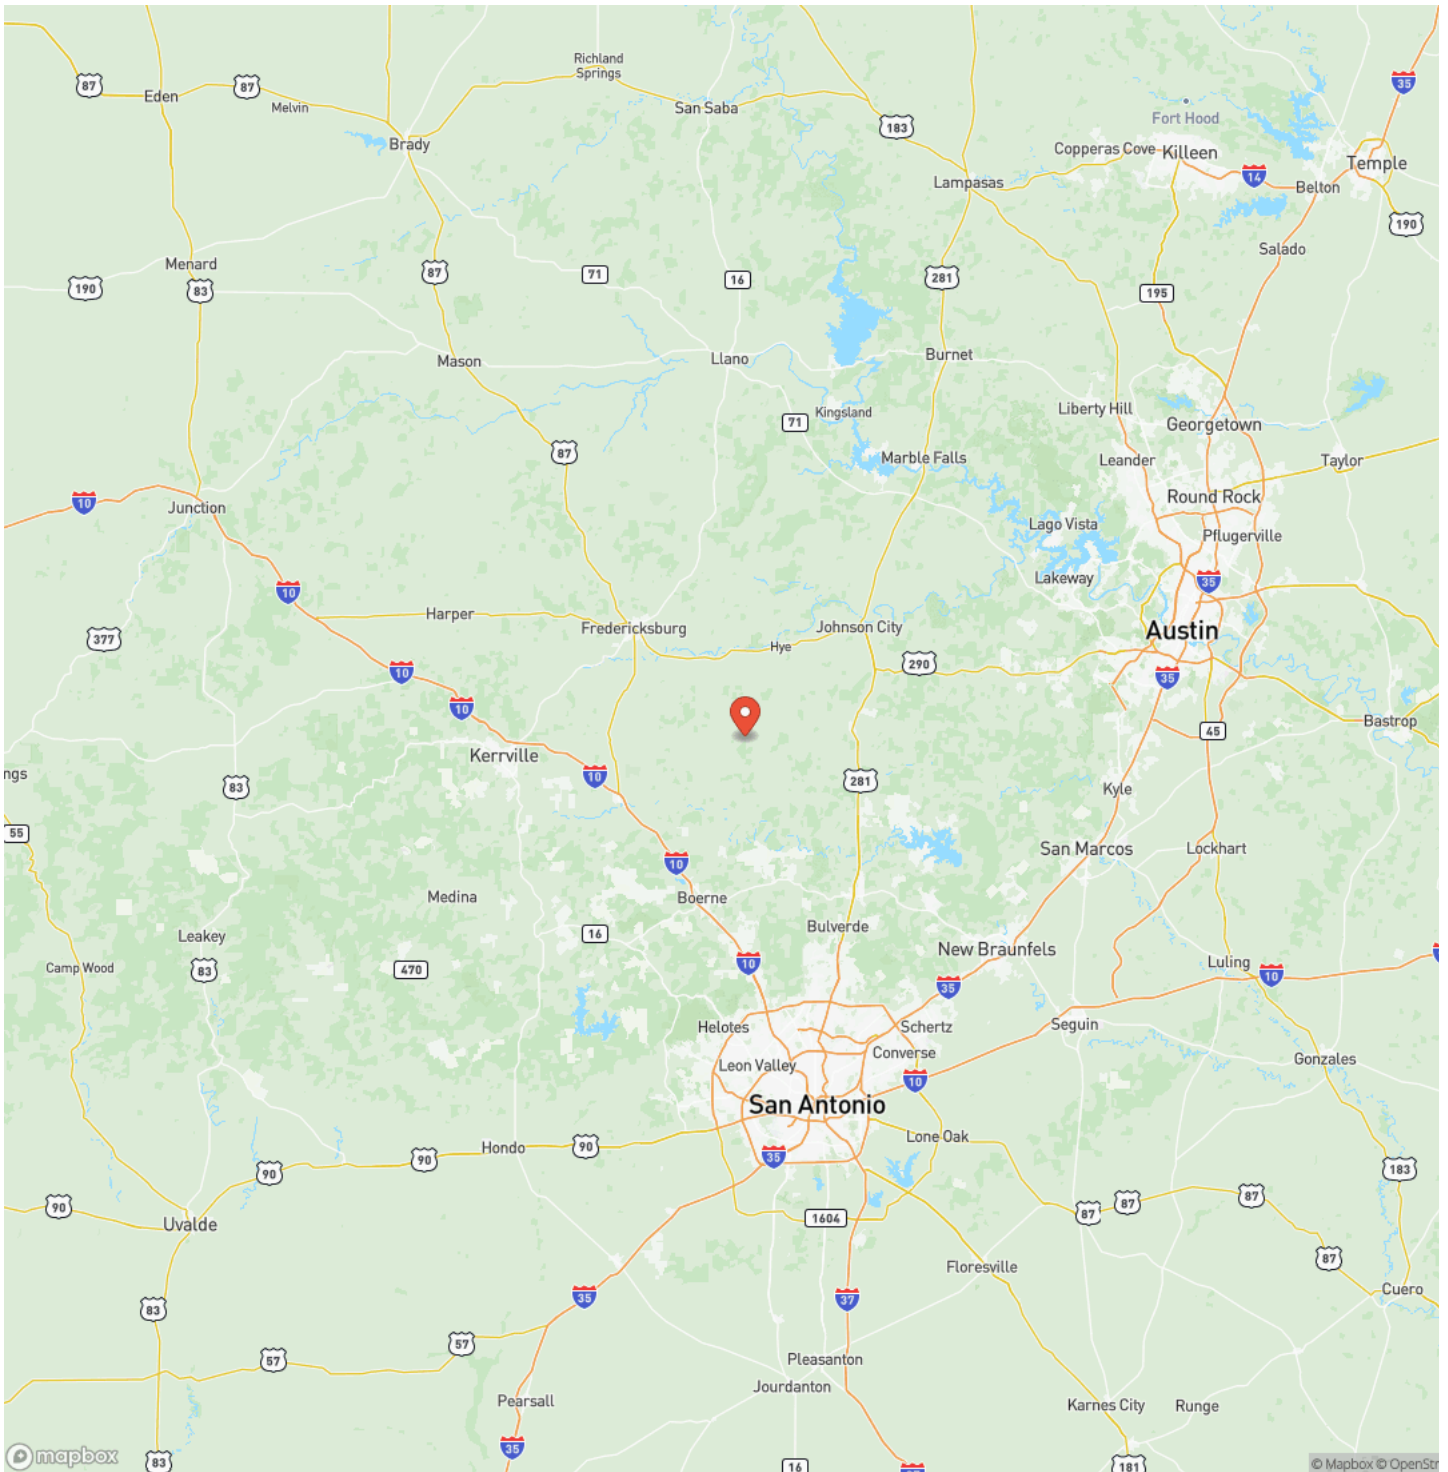 Richland
Springs
87
Eden
87
Melvin
San Saba
35
Fort Hood
183
Brady
Copperas Cove
Killeen
Temple
14
Lampasas
Belton
190
Salado
Menard
87
71
16
281
190
83
195
Mason
Llano
Burnet
Kingsland
Liberty Hill
71
Georgetown
87
Marble Falls
Leander
Taylor
10
Junction
Round Rock
Lago Vista
Pflugerville
Lakeway
35
10
Harper
Fredericksburg
Johnson City
Austin
377
Hye
290
10
35
10
Bastrop
45
Kerrville
ngs
10
281
83
Kyle
55
San Marcos
Lockhart
10
Medina
Boerne
Bulverde
16
Leakey
New Braunfels
Camp Wood
83
470
10
Luling
10
35
Helotes
Schertz
Seguin
Converse
Gonzales
Leon Valley
10
San Antonio
Lone Oak
Hondo
90
90
35
183
90
90
87
87
87
Uvalde
1604
87
Floresville
35
37
Cuero
83
57
57
Pleasanton
Jourdanton
Pearsall
Karnes City
Runge
35
mapbox
83
16
181
© Mapbox © OpenStr